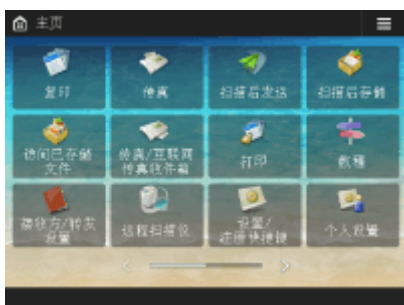 主页
复印
传真
扫描后发送
扫描后存储
访问已存储
文件
传真/互联网
传真收件箱
打印
教程
接收方/转发
设置
远程扫描仪
设置/
注册快捷键
个人设置